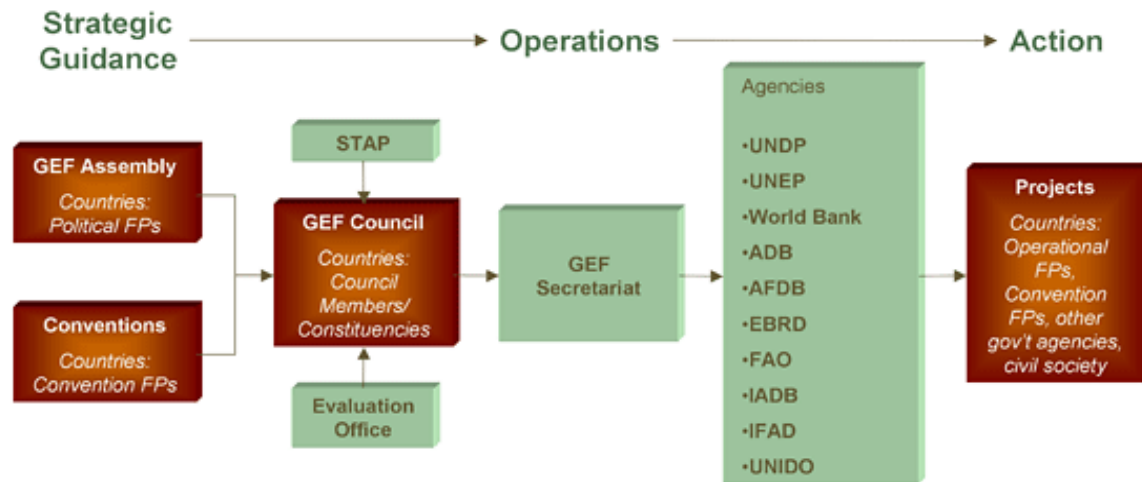 Strategic
Guidance
Operations
Action
GEF Assembly
Countries:
Political FPs
Conventions
Countries:
Convention FPs
STAP
GEF Council
Countries:
Council
Members/
Constituencies
Evaluation
Office
GEF
Secretariat
Agencies
•UNDP
•UNEP
•World Bank
•ADB
•AFDB
•EBRD
•FAO
•IADB
•IFAD
•UNIDO
Projects
Countries:
Operational
FPs,
Convention
FPs, other
gov't agencies,
civil society